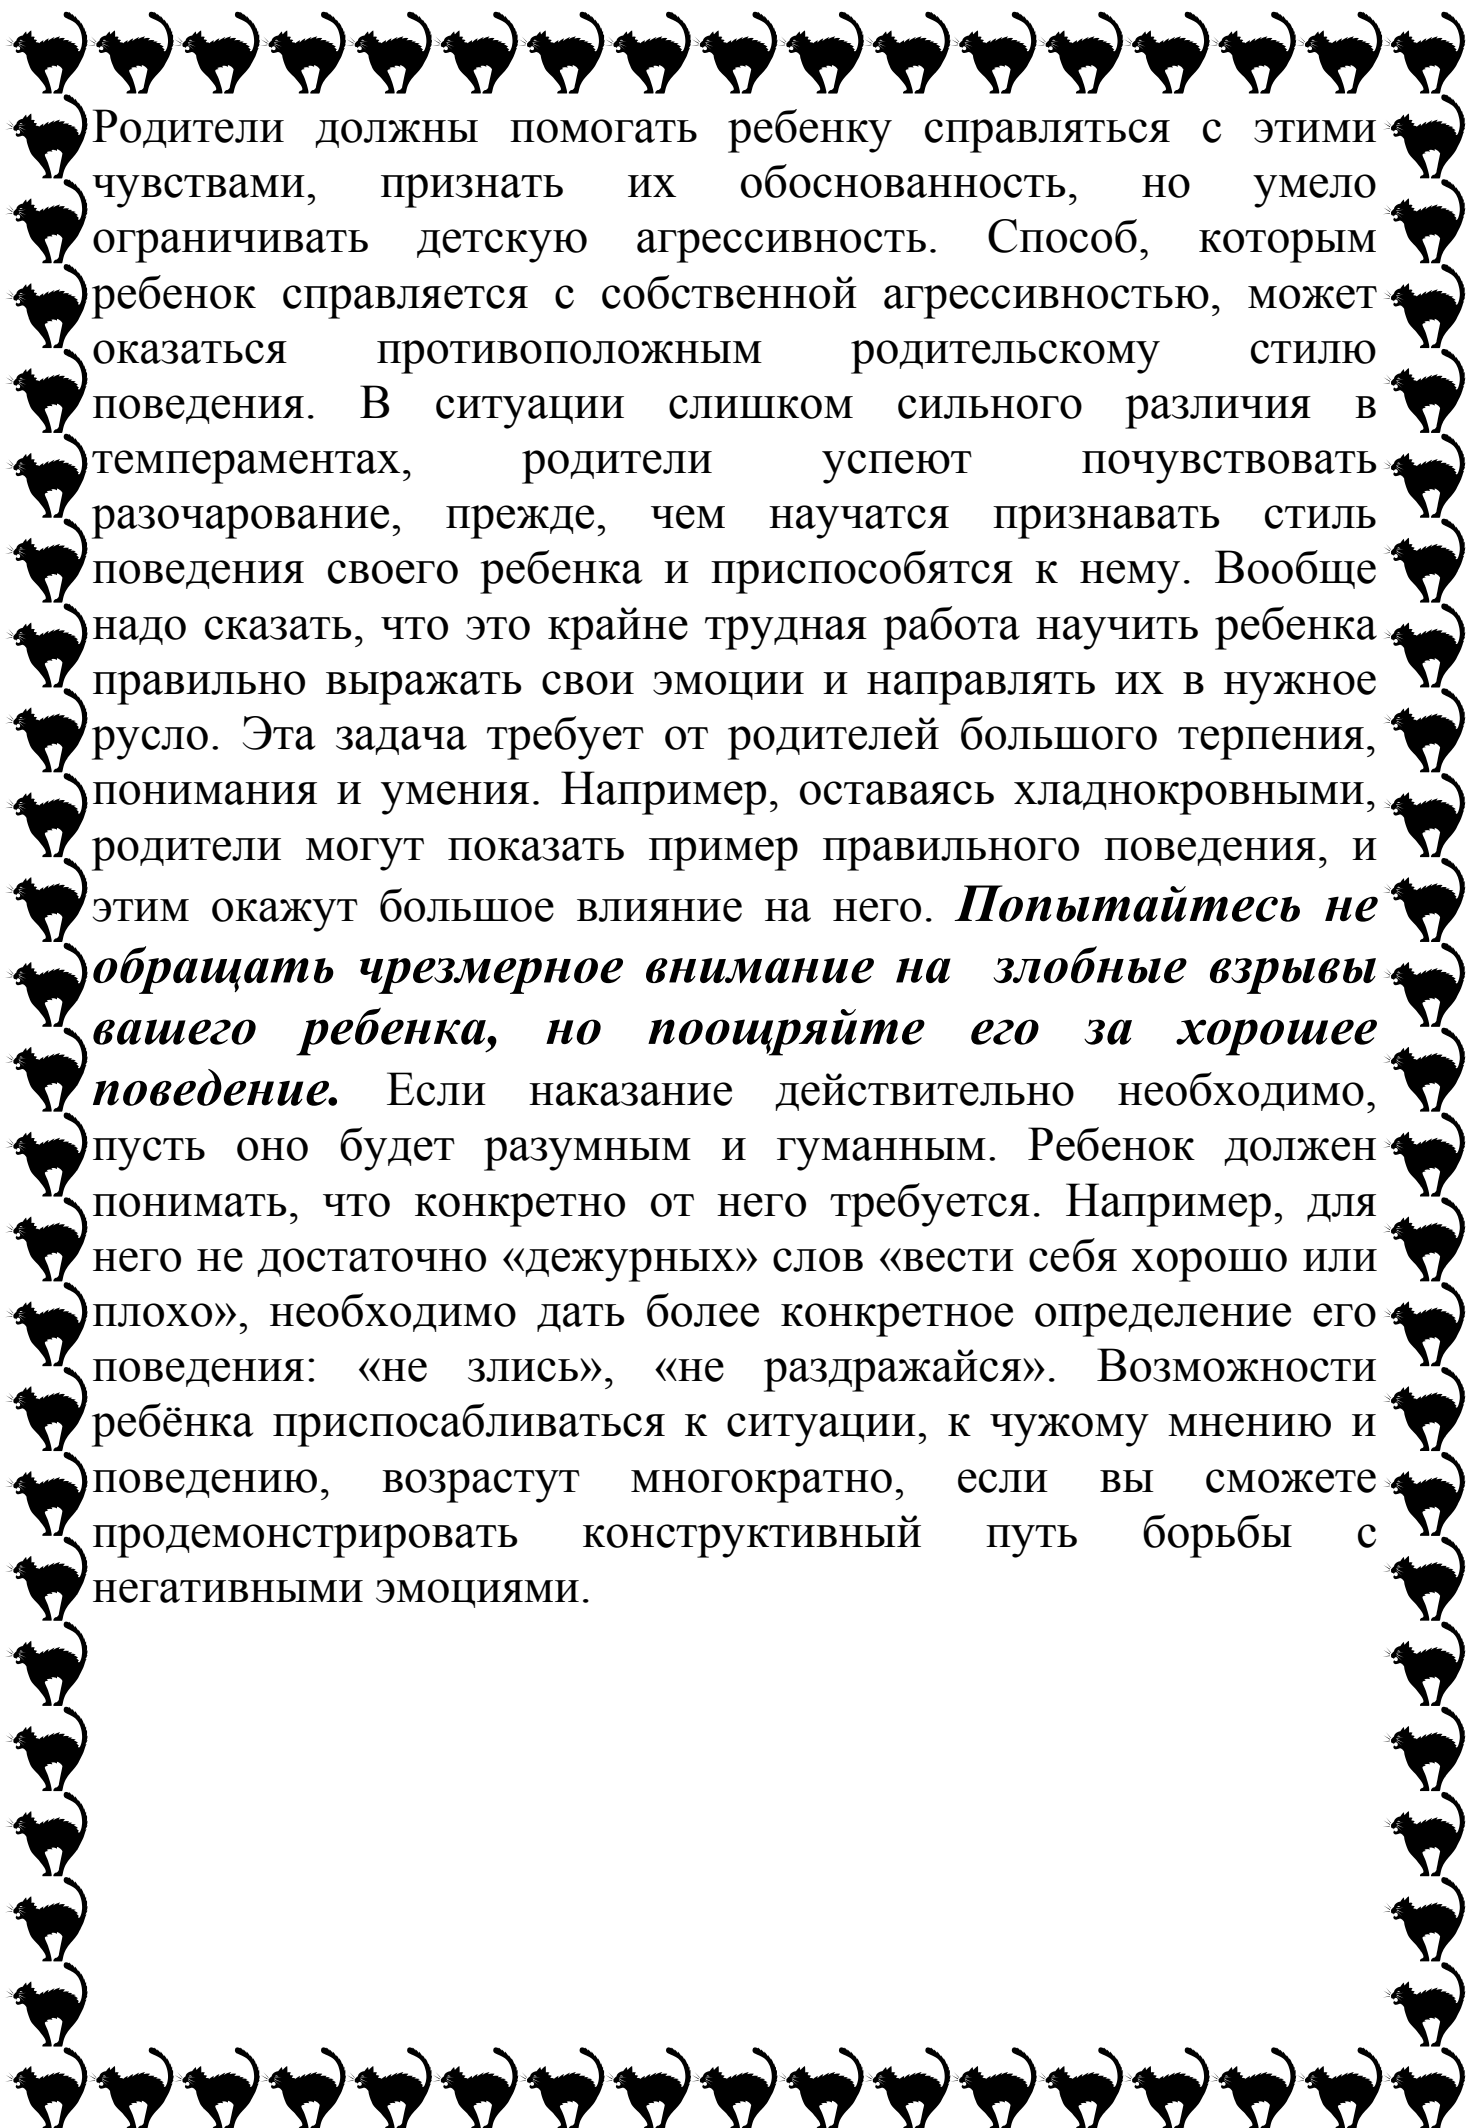 Родители должны помогать ребенку справляться с этими
чувствами, признать их обоснованность, но умело
ограничивать детскую агрессивность. Способ, которым
ребенок справляется с собственной агрессивностью, может
оказаться противоположным родительскому стилю
поведения. В ситуации слишком сильного различия в
темпераментах, родители успеют почувствовать
разочарование, прежде, чем научатся признавать стиль
поведения своего ребенка и приспособятся к нему. Вообще
надо сказать, что это крайне трудная работа научить ребенка
правильно выражать свои эмоции и направлять их в нужное
русло. Эта задача требует от родителей большого терпения,
понимания и умения. Например, оставаясь хладнокровными,
родители могут показать пример правильного поведения, и
этим окажут большое влияние на него. Попытайтесь не
обращать чрезмерное внимание на злобные взрывы
вашего ребенка, но поощряйте его за хорошее
поведение. Если наказание действительно необходимо,
пусть оно будет разумным и гуманным. Ребенок должен
понимать, что конкретно от него требуется. Например, для
него не достаточно «дежурных» слов «вести себя хорошо или
плохо», необходимо дать более конкретное определение его
поведения: «не злись», «не раздражайся». Возможности
ребёнка приспосабливаться к ситуации, к чужому мнению и
поведению, возрастут многократно, если вы сможете
продемонстрировать конструктивный путь борьбы с
негативными эмоциями.